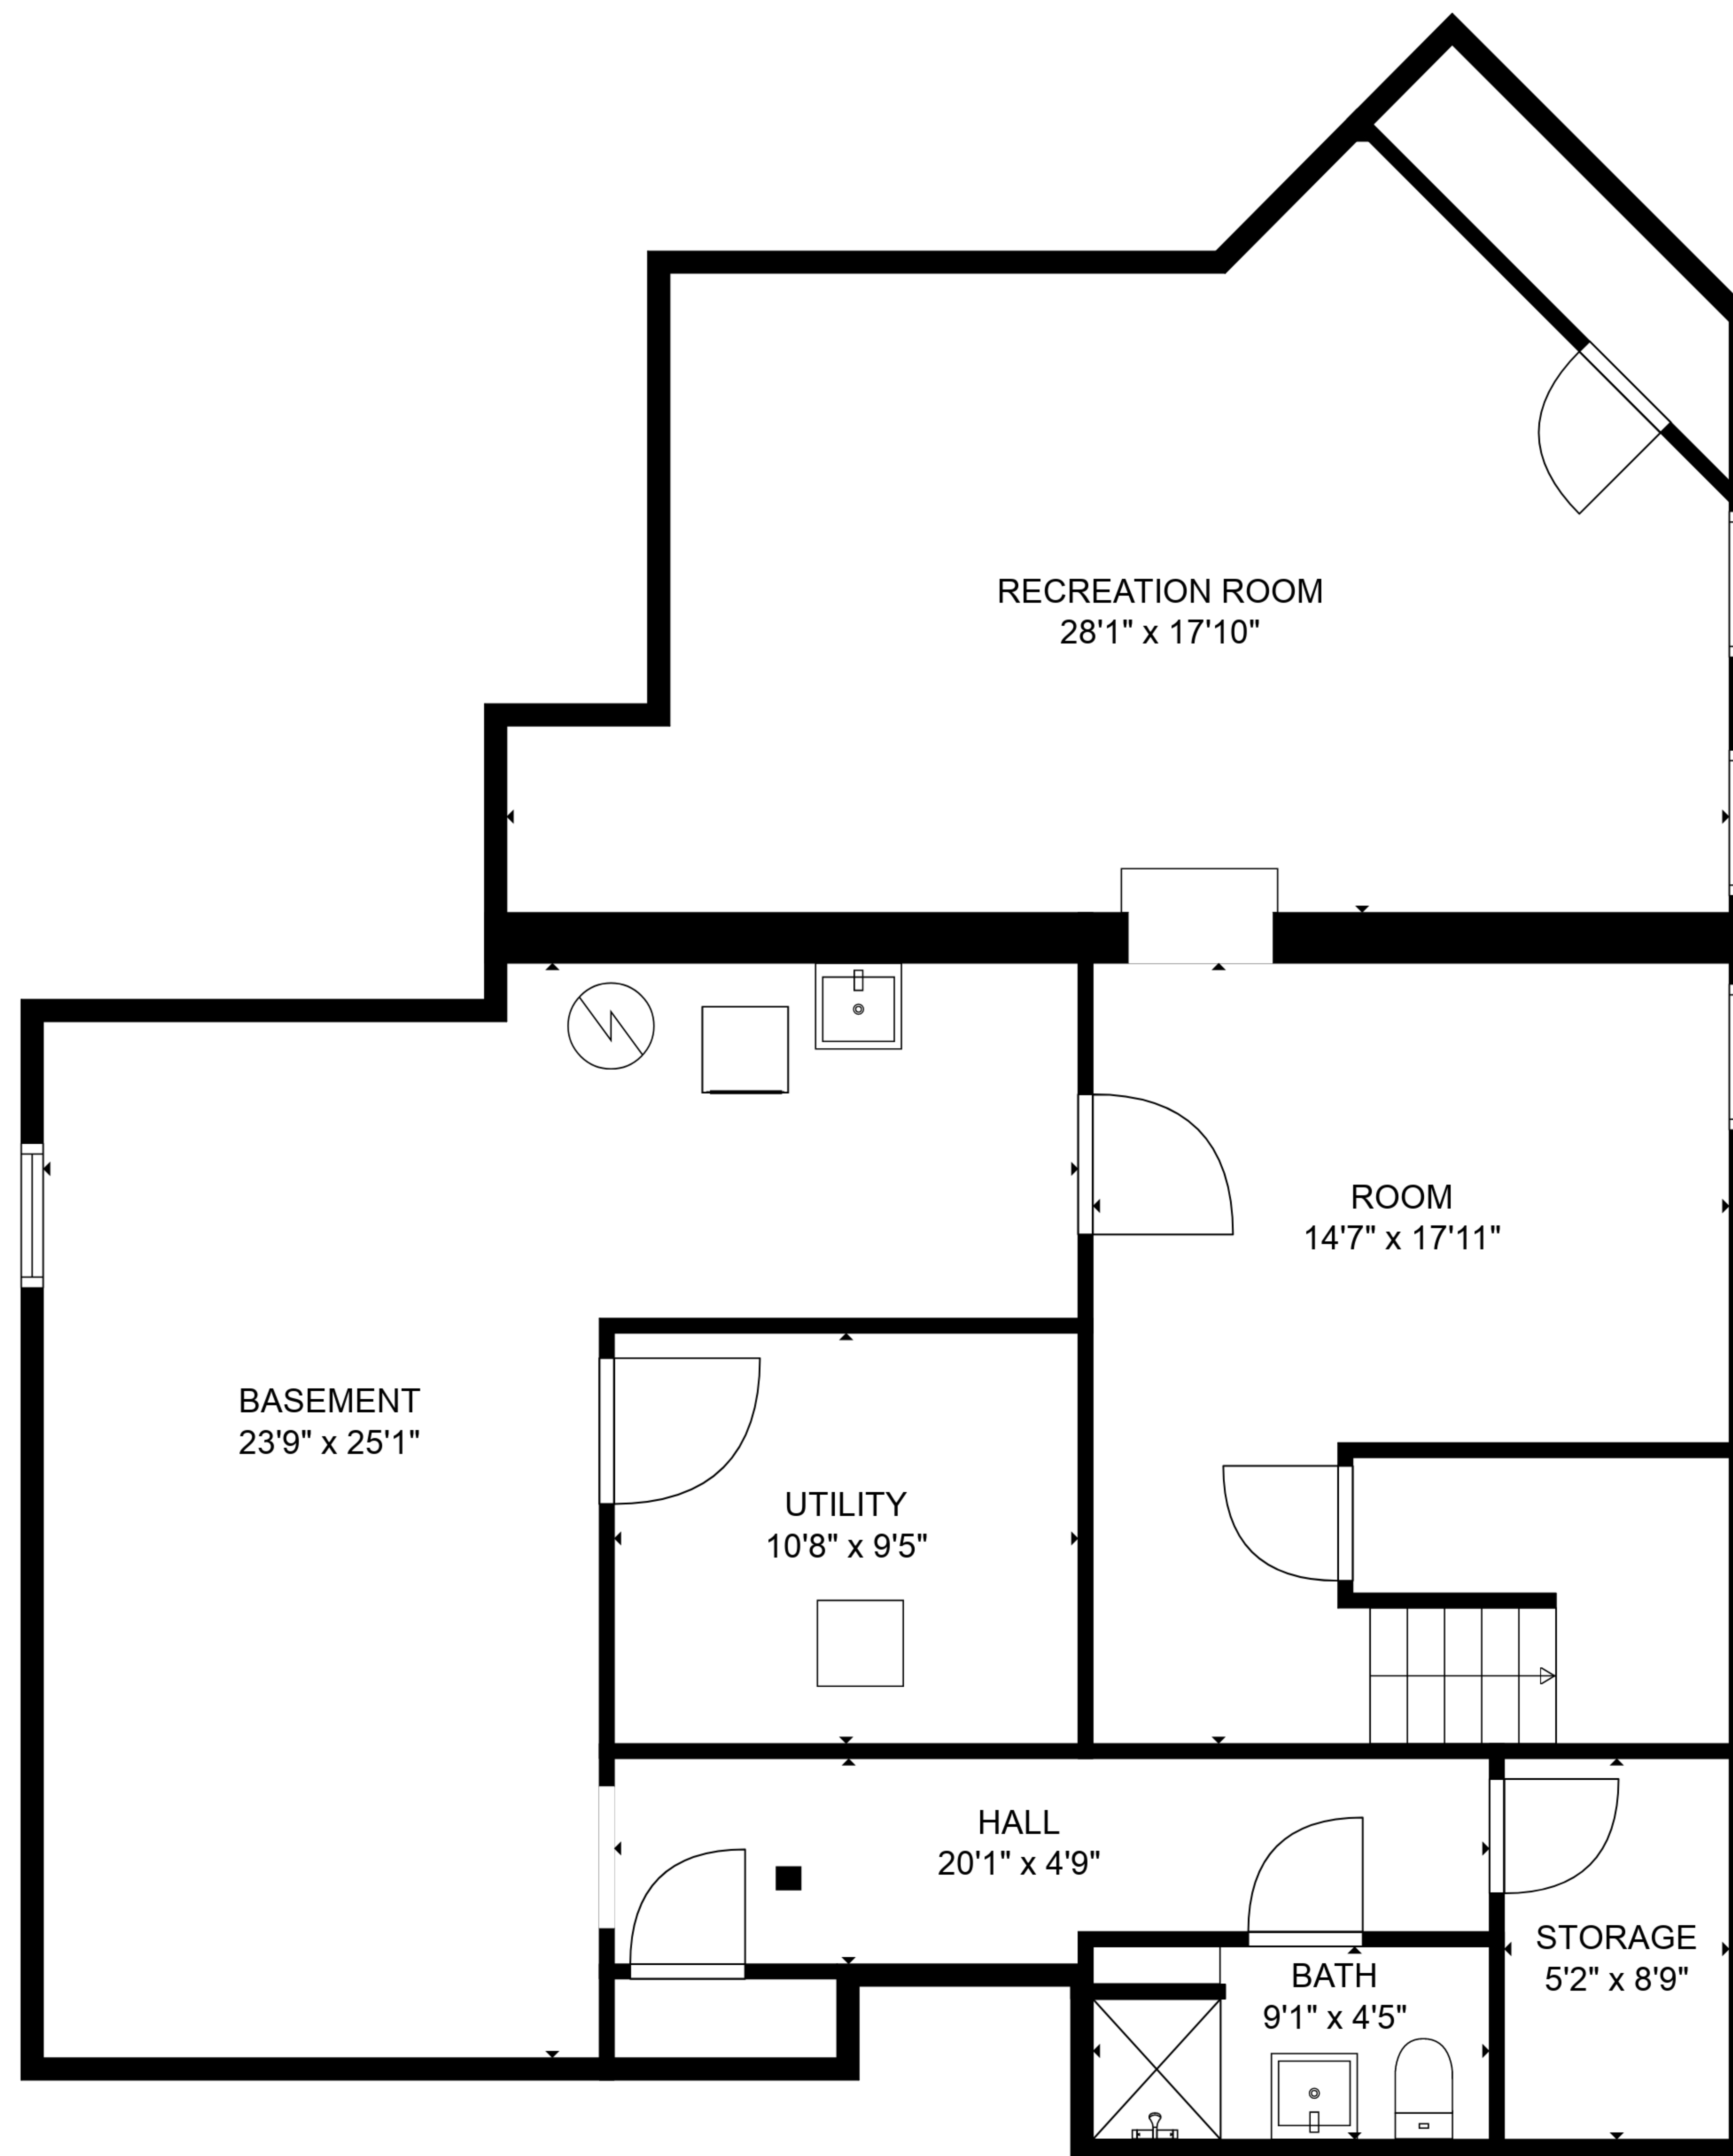 RECREATION ROOM
28'1" x 17'10"
ROOM
14'7" x 17'11"
BASEMENT
23'9" x 25'1"
UTILITY
10'8" x 9'5"
HALL
20'1" x 4'9"
STORAGE
5'2" x 8'9"
BATH
9'1" x 4'5"